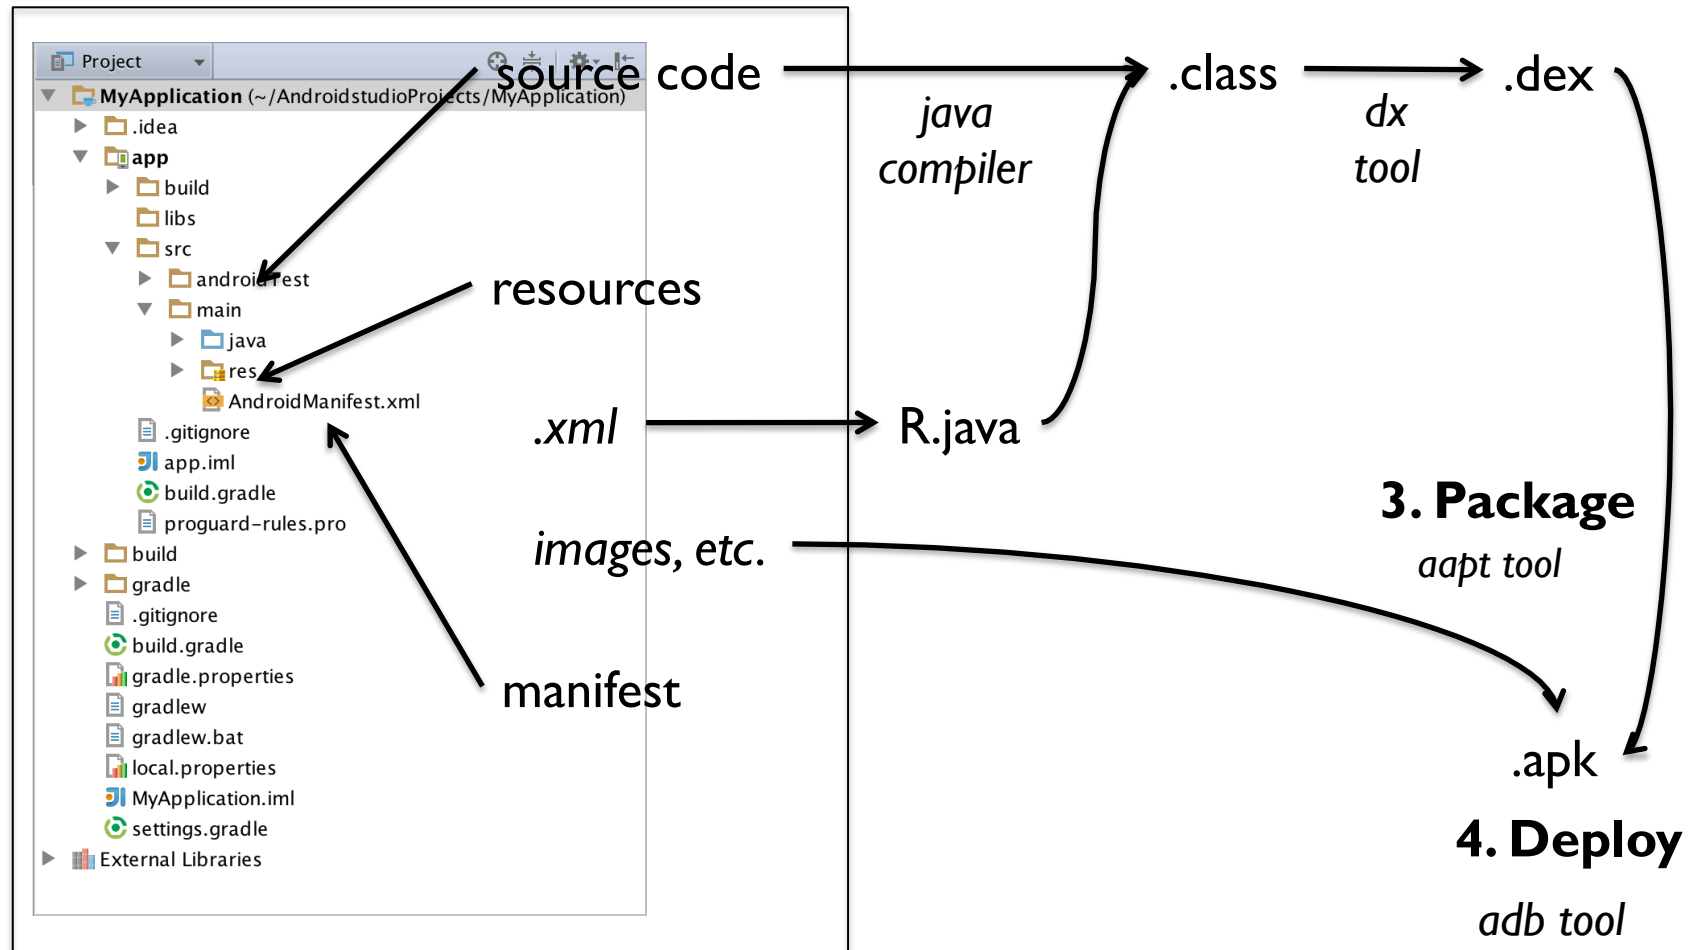 Project
MyApplication (~/AndroidstudioProjects/MyApplication)
.idea
app
build
libs
src
androidTest
main
java
res
AndroidManifest.xml
.gitignore
app.iml
build.gradle
proguard-rules.pro
build
gradle
.gitignore
build.gradle
gradle.properties
gradlew
gradlew.bat
local.properties
MyApplication.iml
settings.gradle
External Libraries
source code
resources
.xml
images, etc.
manifest
java
compiler
.class
dx
tool
.dex
R.java
3. Package
aapt tool
.apk
4. Deploy
adb tool